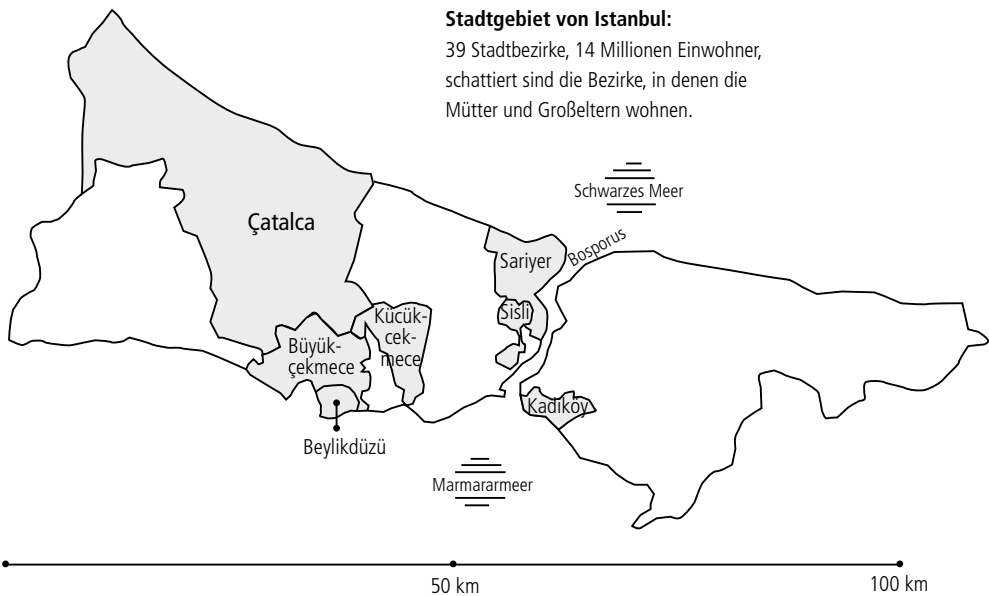 Stadtgebiet von Istanbul:
39 Stadtbezirke, 14 Millionen Einwohner,
schattiert sind die Bezirke, in denen die
Mütter und Großeltern wohnen.
Schwarzes Meer
Bosporus
Çatalca
Sariyer
Sisli
Kücük-
cek-
mece
Büyük-
çekmece
Kadiköy
Beylikdüzü
Marmararmeer
50 km
100 km